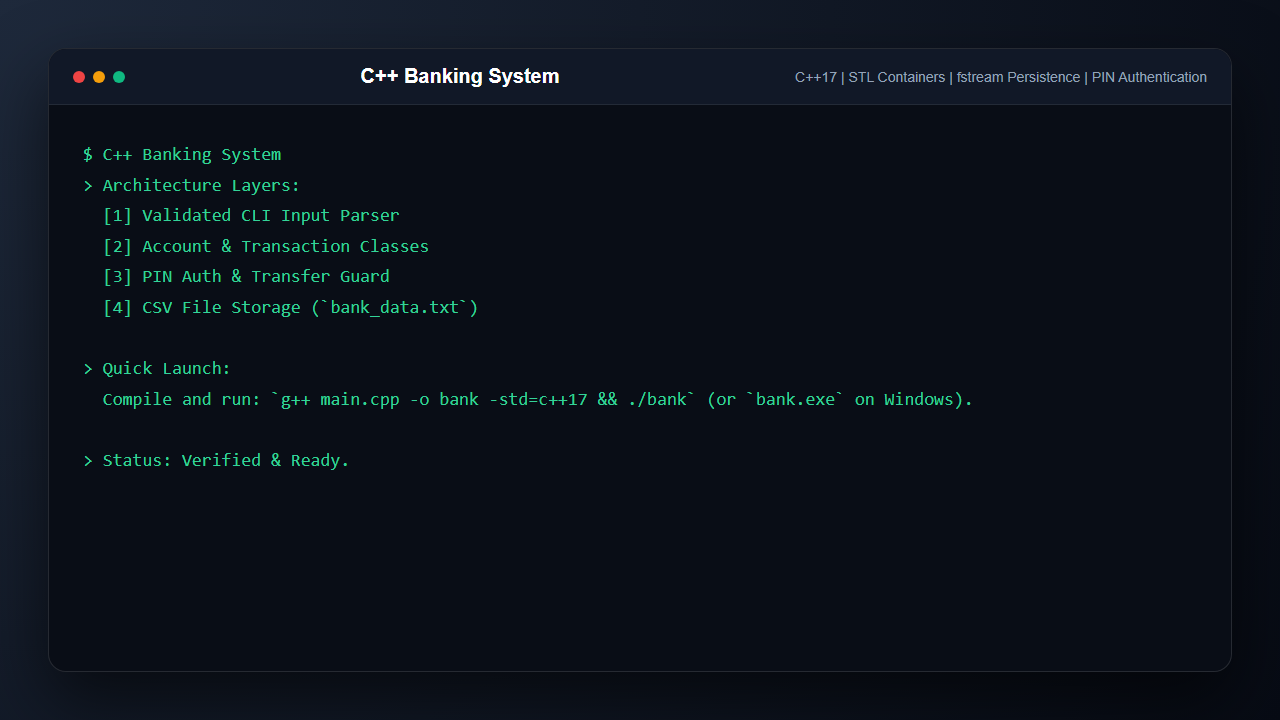 C++ Banking System
C++17 | STL Containers | fstream Persistence | PIN Authentication
$ C++ Banking System
> Architecture Layers:
[1] Validated CLI Input Parser
[2] Account & Transaction Classes
[3] PIN Auth & Transfer Guard
[4] CSV File Storage (`bank_data.txt`)
> Quick Launch:
Compile and run: `g++ main.cpp -o bank -std=c++17 && ./bank` (or `bank.exe` on Windows).
> Status: Verified & Ready.